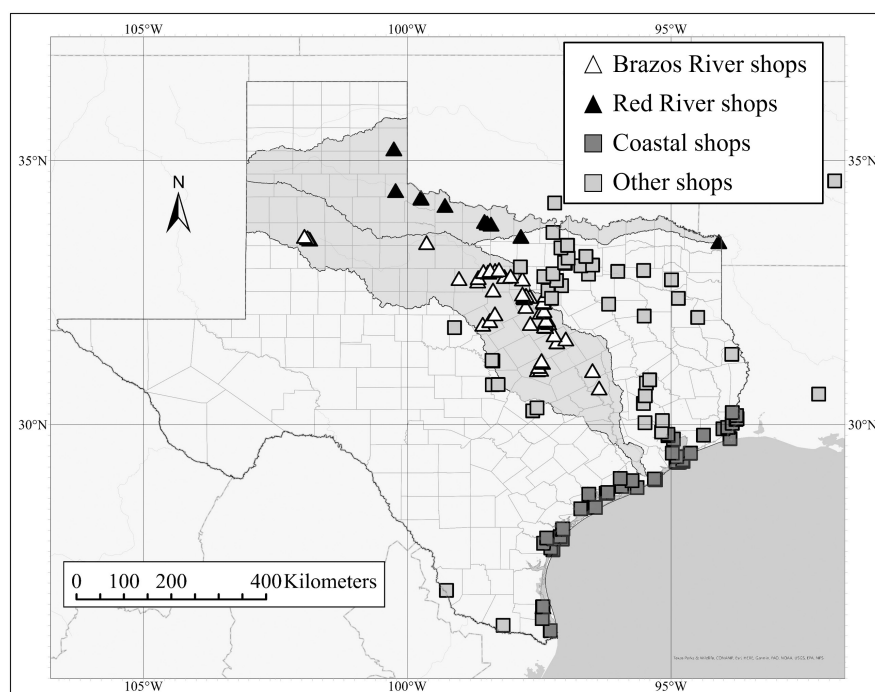 105°W 100°W 95°W
Brazos River shops
Red River shops
Coastal shops
Other shops
35°N 35°N
N
30°N 30°N
0 100 200 400 Kilometers
105°W 100°W 95°W